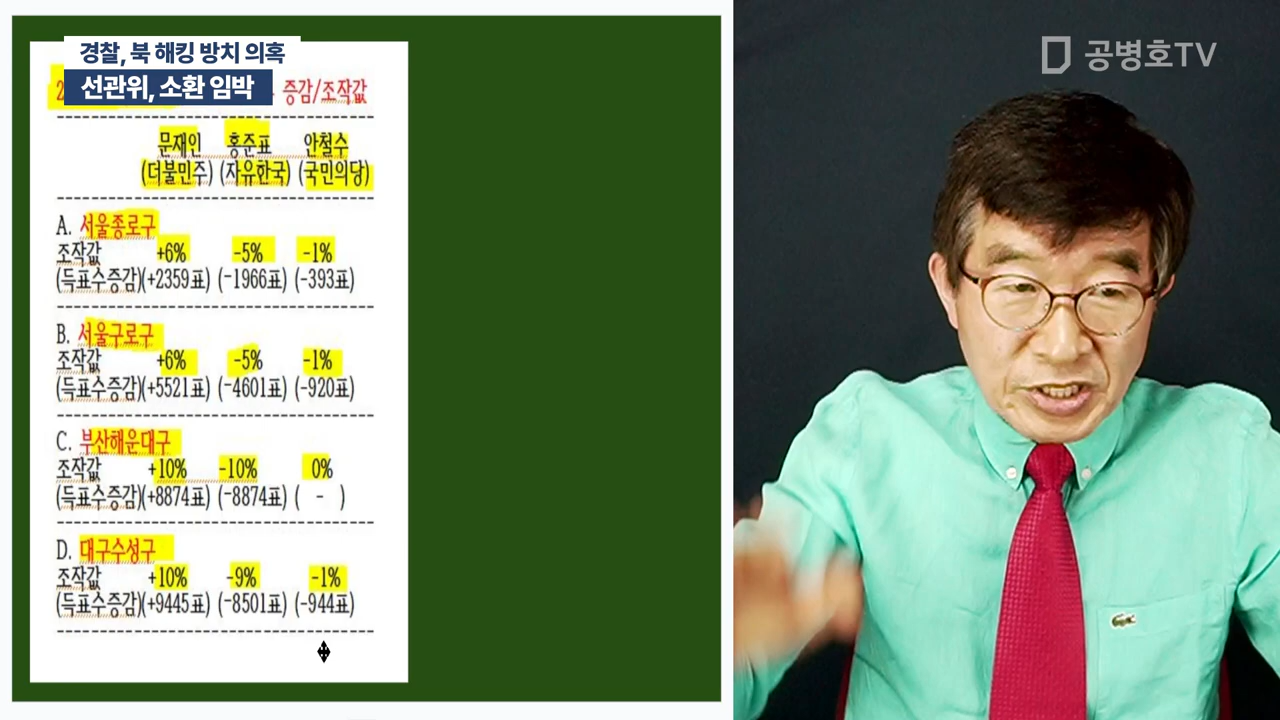 경찰, 북 해킹 방치 의혹
선관위, 소환 임박
공병호TV
2
증감/조작값
문재인 홍준표 안철수
(더불민주) (자유한국) (국민의당)
A. 서울종로구
조작값 +6% -5% -1%
(득표수증감)(+2359표) (-1966표) (-393표)
B. 서울구로구
조작값 +6% -5% -1%
(득표수증감)(+5521표) (-4601표) (-920표)
C. 부산해운대구
조작값 +10% -10% 0%
(득표수증감)(+8874표) (-8874표) ( - )
D. 대구수성구
조작값 +10% -9% -1%
(득표수증감)(+9445표) (-8501표) (-944표)